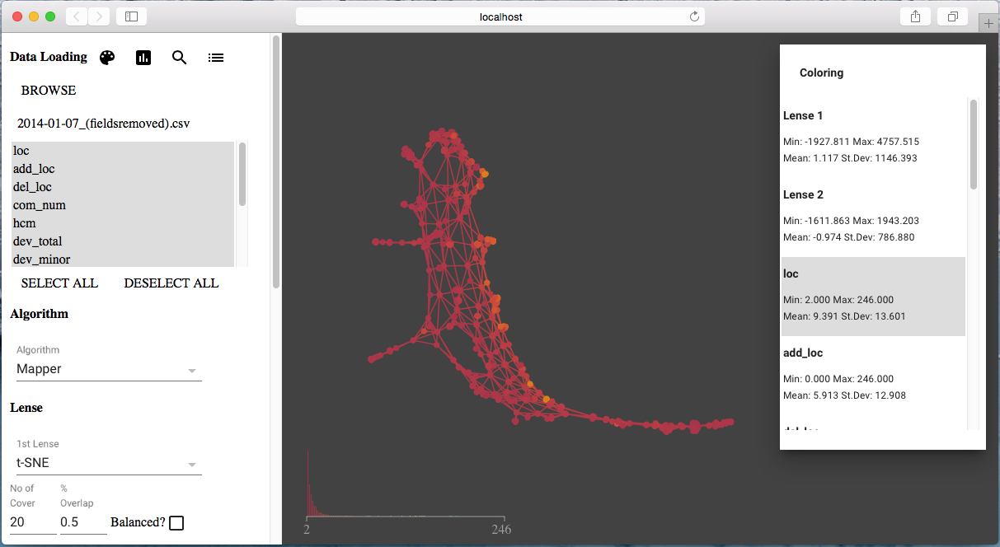 localhost
Data Loading
BROWSE
2014-01-07_(fieldsremoved).csv
loc
add_loc
del_loc
com_num
hcm
dev_total
dev_minor
SELECT ALL DESELECT ALL
Algorithm
Algorithm
Mapper
Lense
1st Lense
t-SNE
No of Cover
% Overlap
20
0.5
Balanced?
2
246
Coloring
Lense 1
Min: -1927.811 Max: 4757.515
Mean: 1.117 St.Dev: 1146.393
Lense 2
Min: -1611.863 Max: 1943.203
Mean: -0.974 St.Dev: 786.880
loc
Min: 2.000 Max: 246.000
Mean: 9.391 St.Dev: 13.601
add_loc
Min: 0.000 Max: 246.000
Mean: 5.913 St.Dev: 12.908